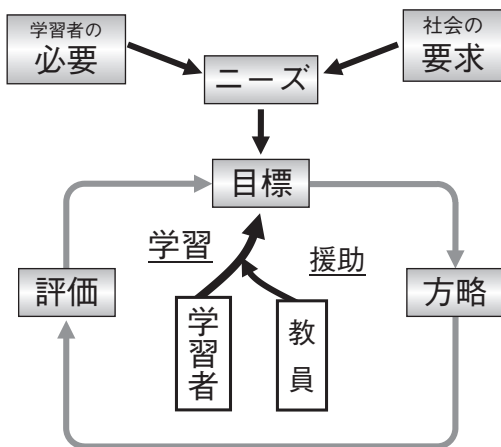 学習者の
必要
社会の
要求
ニーズ
目標
学習
援助
評価
方略
学習者
教員